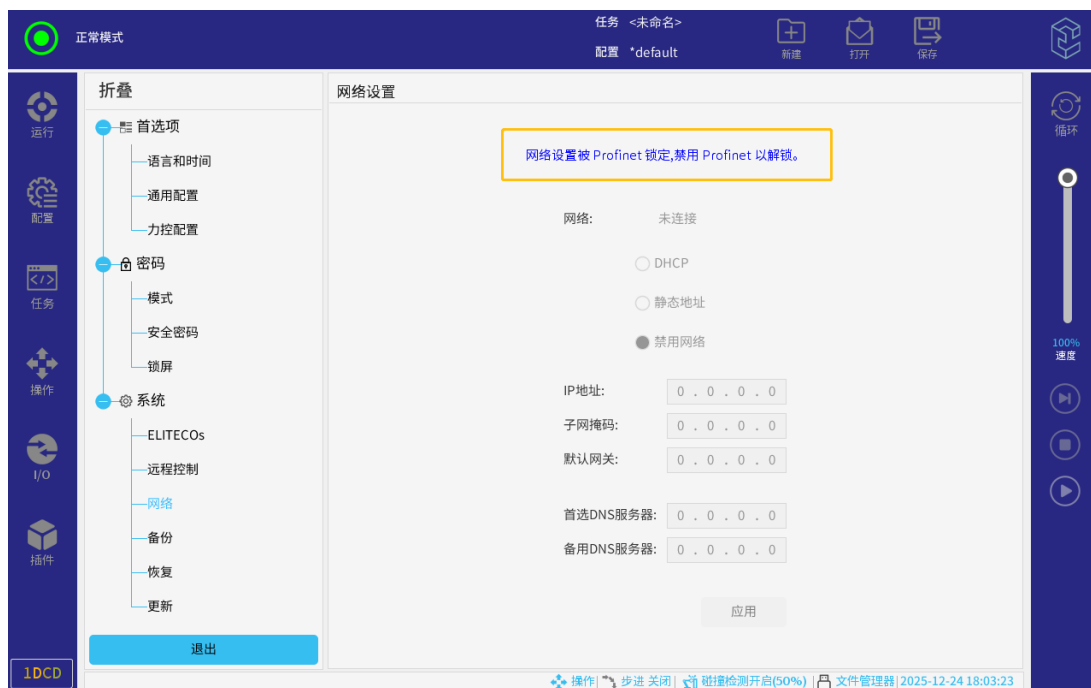 正常模式
任务 <未命名>
配置 *default
新建
打开
保存
运行
配置
任务
操作
I/O
插件
1DCD
折叠
首选项
语言和时间
通用配置
力控配置
密码
模式
安全密码
锁屏
系统
ELITECOs
远程控制
网络
备份
恢复
更新
退出
网络设置
网络设置被 Profinet 锁定,禁用 Profinet 以解锁。
网络: 未连接
DHCP
静态地址
禁用网络
IP地址: 0 . 0 . 0 . 0
子网掩码: 0 . 0 . 0 . 0
默认网关: 0 . 0 . 0 . 0
首选DNS服务器: 0 . 0 . 0 . 0
备用DNS服务器: 0 . 0 . 0 . 0
应用
循环
100%
速度
操作| 步进 关闭| 碰撞检测开启(50%) | 文件管理器| 2025-12-24 18:03:23